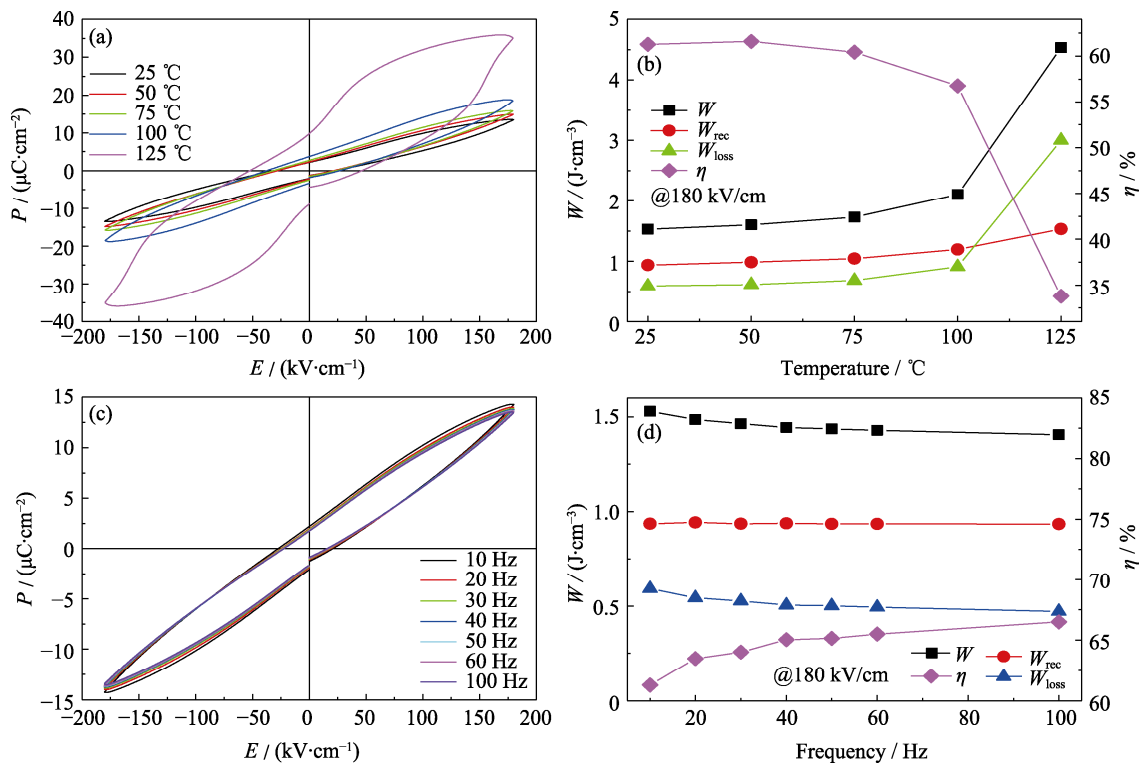 (a)
25 ℃
50 ℃
75 ℃
100 ℃
125 ℃
40
30
20
10
0
−10
−20
−30
−40
P / (μC·cm−2)
−200 −150 −100 −50 0 50 100 150 200
E / (kV·cm−1)
(b)
W
Wrec
Wloss
η
@180 kV/cm
5
4
3
2
1
0
W / (J·cm−3)
60
55
50
45
40
35
η / %
25 50 75 100 125
Temperature / ℃
(c)
10 Hz
20 Hz
30 Hz
40 Hz
50 Hz
60 Hz
100 Hz
15
10
5
0
−5
−10
−15
P / (μC·cm−2)
−200 −150 −100 −50 0 50 100 150 200
E / (kV·cm−1)
(d)
1.5
1.0
0.5
0
W / (J·cm−3)
85
80
75
70
65
60
η / %
W Wrec
@180 kV/cm η Wloss
20 40 60 80 100
Frequency / Hz